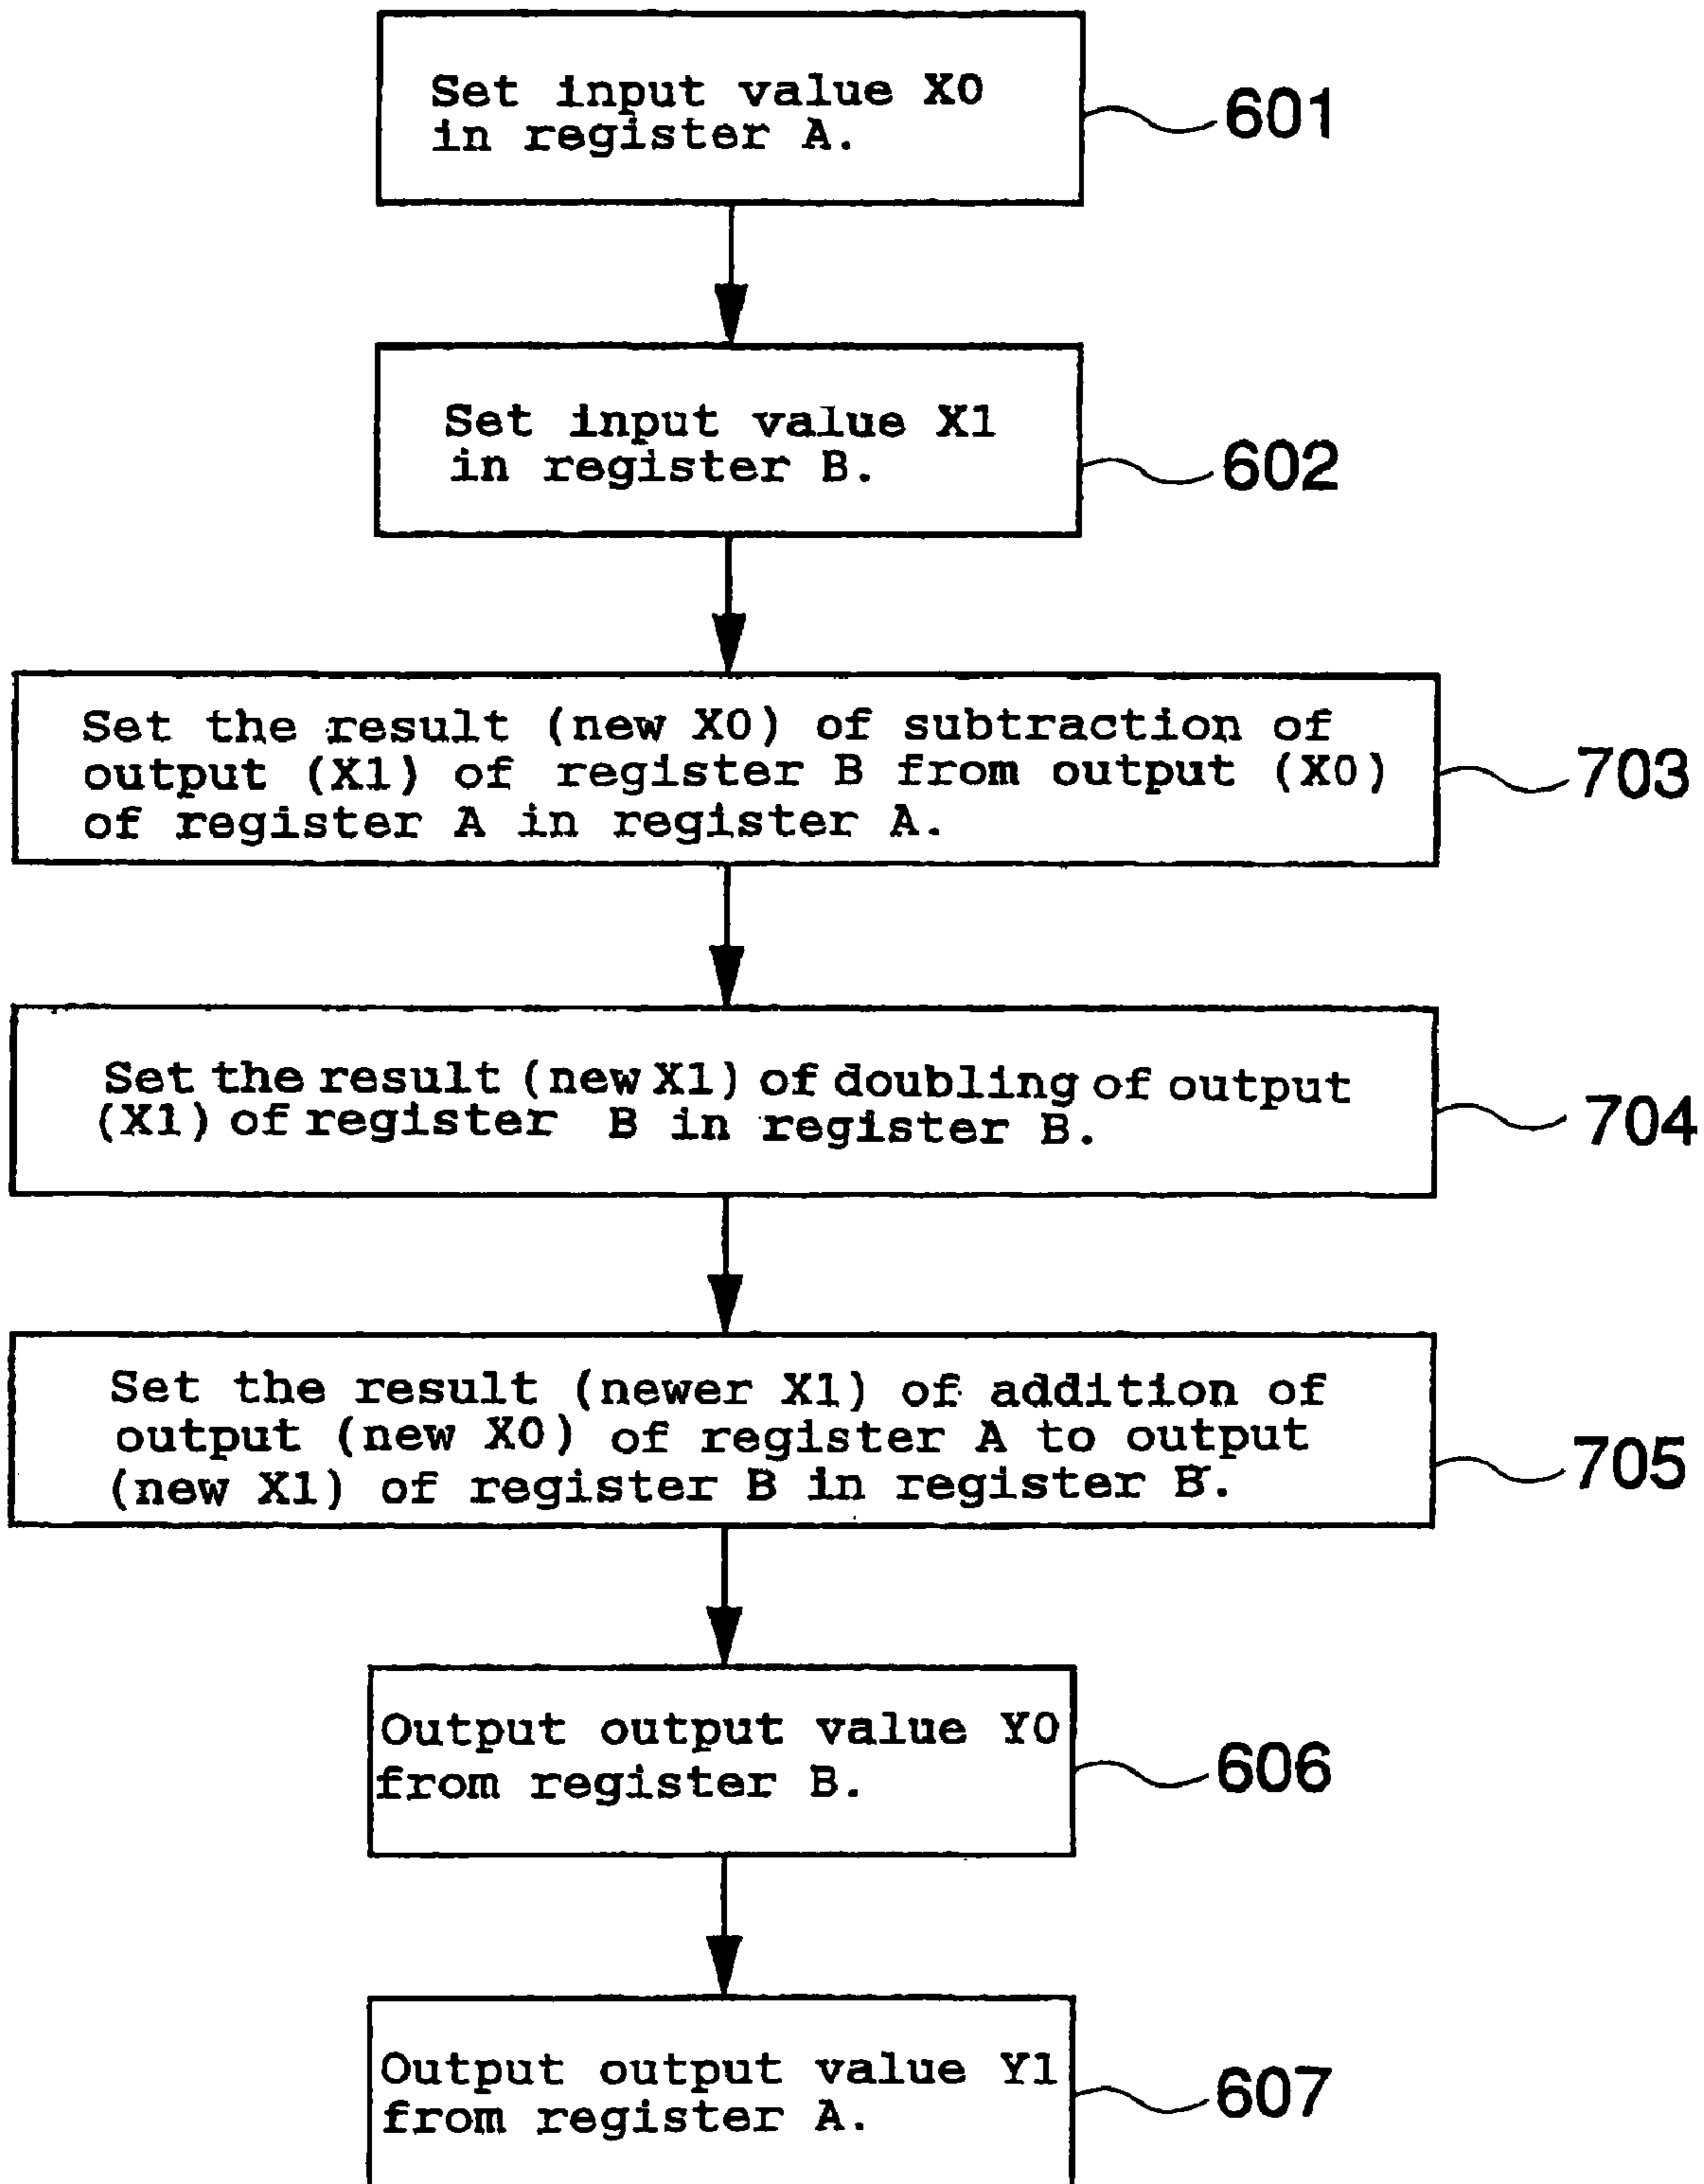 Set input value X0
in register A.
601
Set input value X1
in register B.
602
Set the result (new X0) of subtraction of
output (X1) of register B from output (X0)
of register A in register A.
703
Set the result (new X1) of doubling of output
(X1) of register B in register B.
704
Set the result (newer X1) of addition of
output (new X0) of register A to output
(new X1) of register B in register B.
705
Output output value Y0
from register B.
606
Output output value Y1
from register A.
607